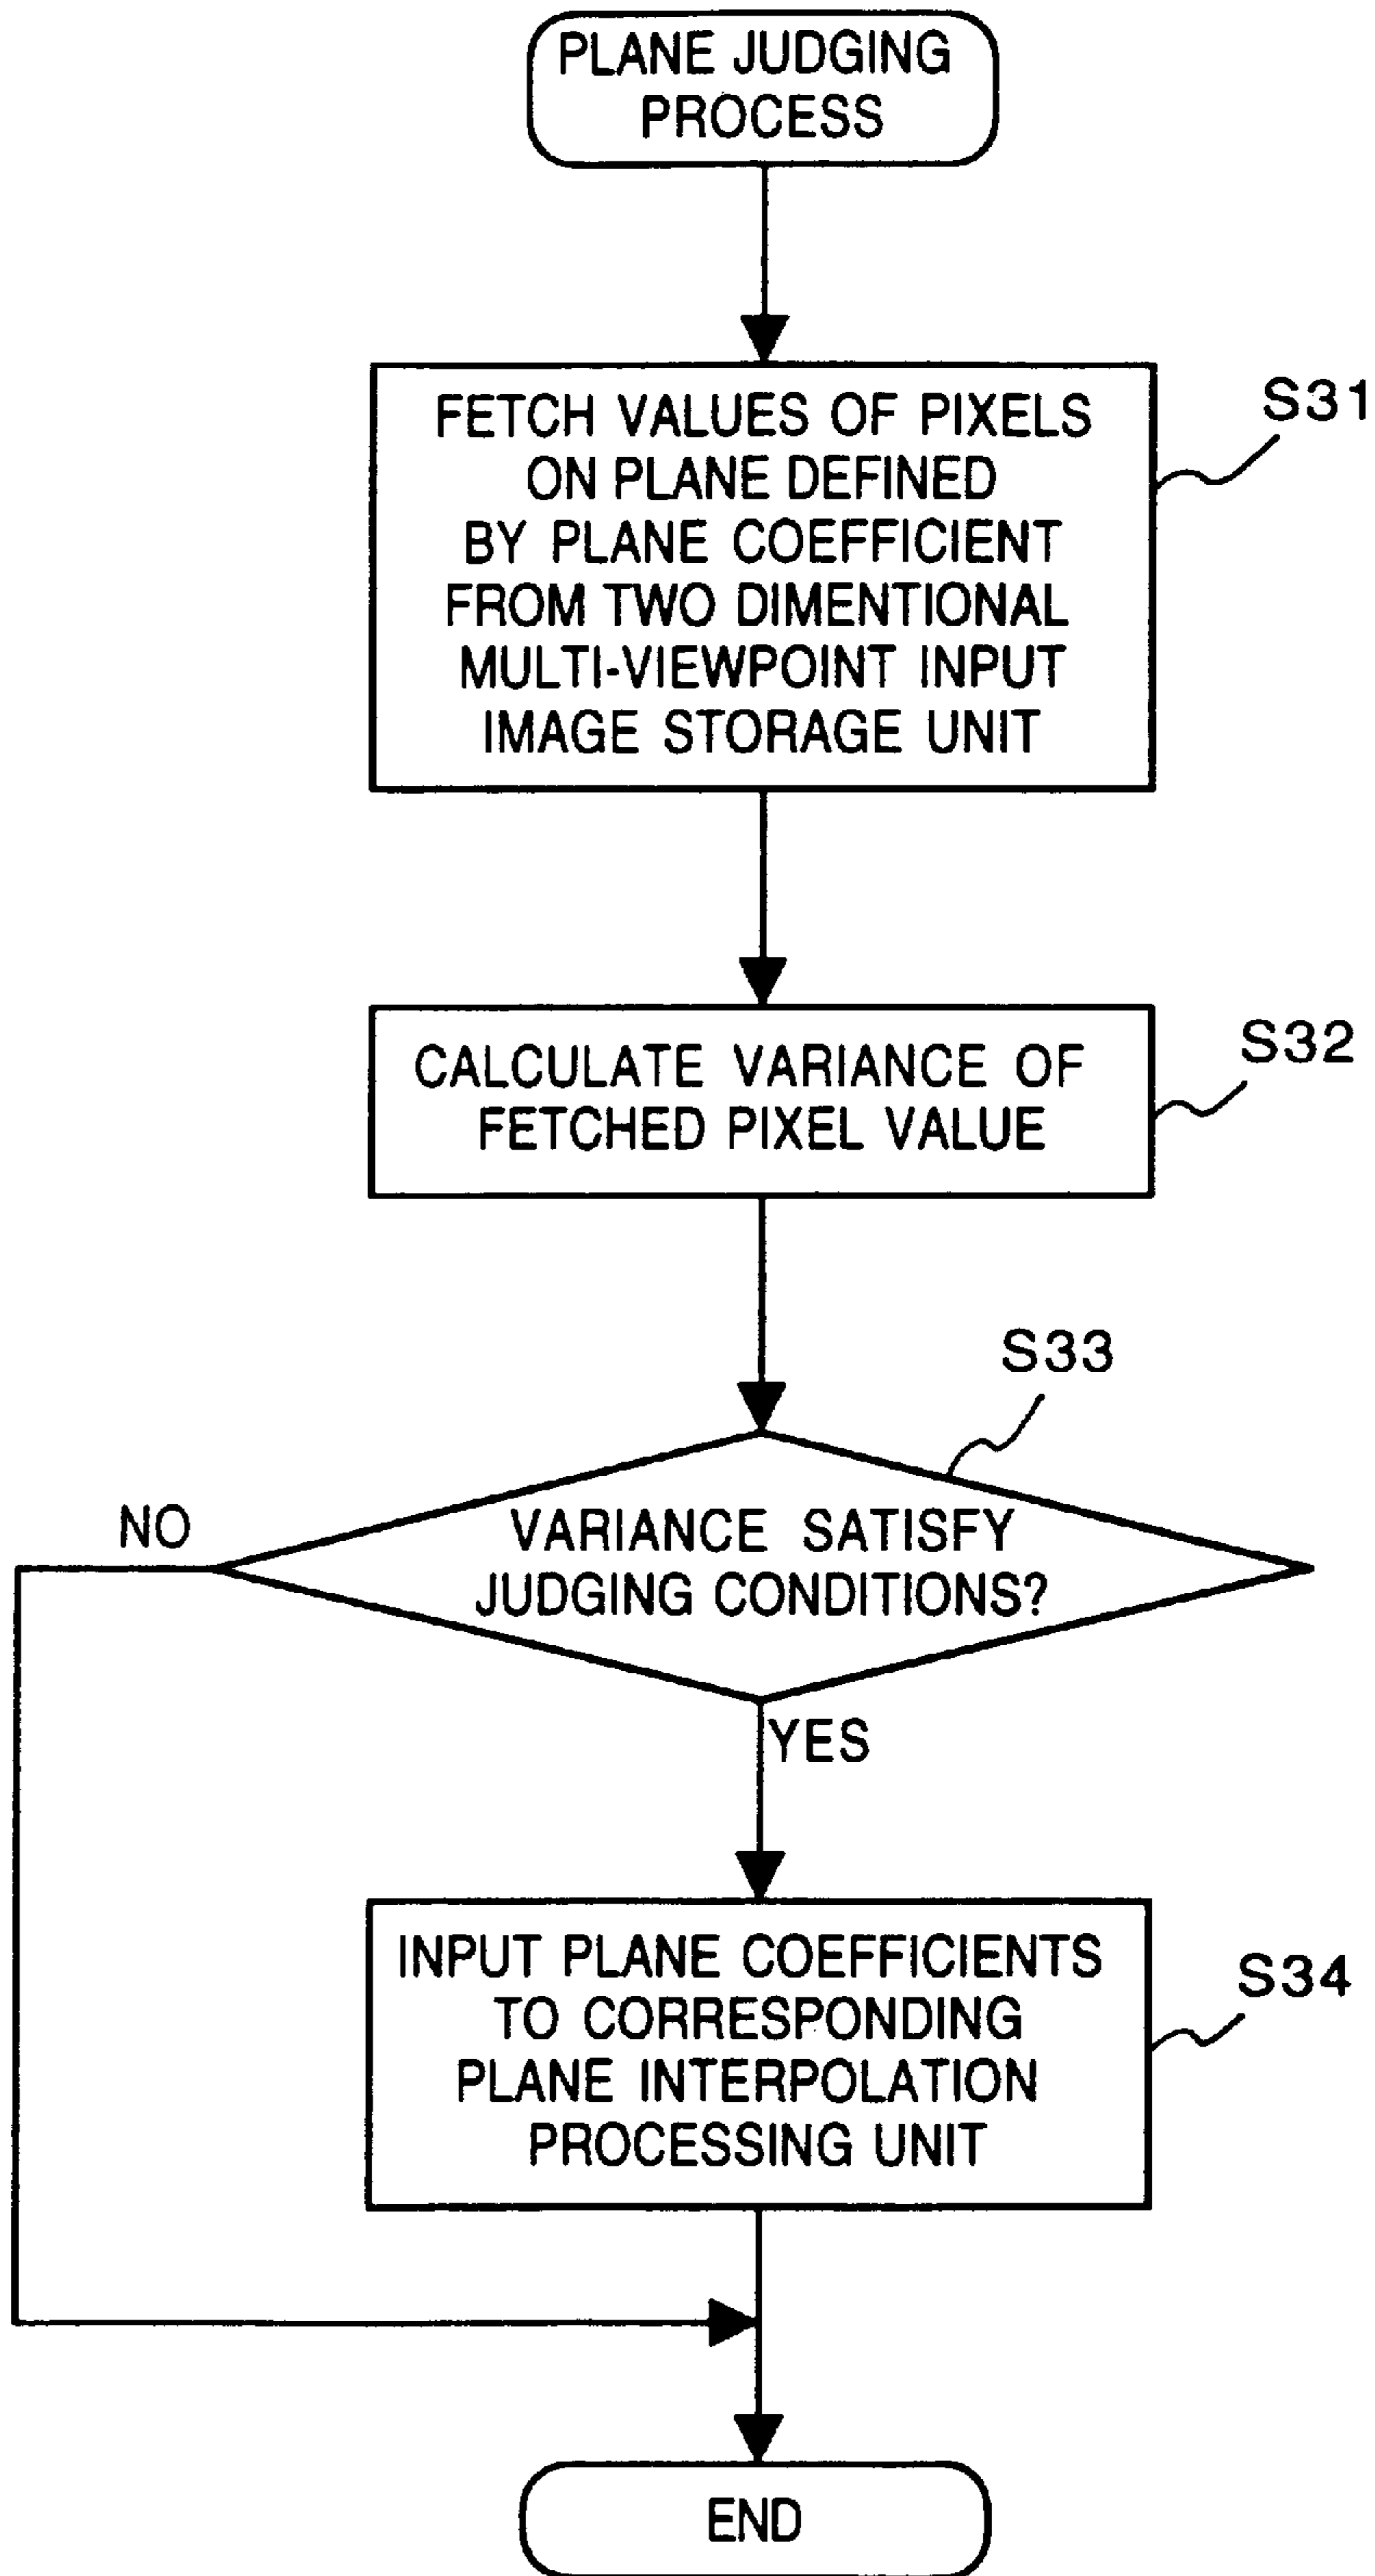 PLANE JUDGING
PROCESS
FETCH VALUES OF PIXELS
ON PLANE DEFINED
BY PLANE COEFFICIENT
FROM TWO DIMENTIONAL
MULTI-VIEWPOINT INPUT
IMAGE STORAGE UNIT
S31
CALCULATE VARIANCE OF
FETCHED PIXEL VALUE
S32
S33
VARIANCE SATISFY
JUDGING CONDITIONS?
NO
YES
INPUT PLANE COEFFICIENTS
TO CORRESPONDING
PLANE INTERPOLATION
PROCESSING UNIT
S34
END